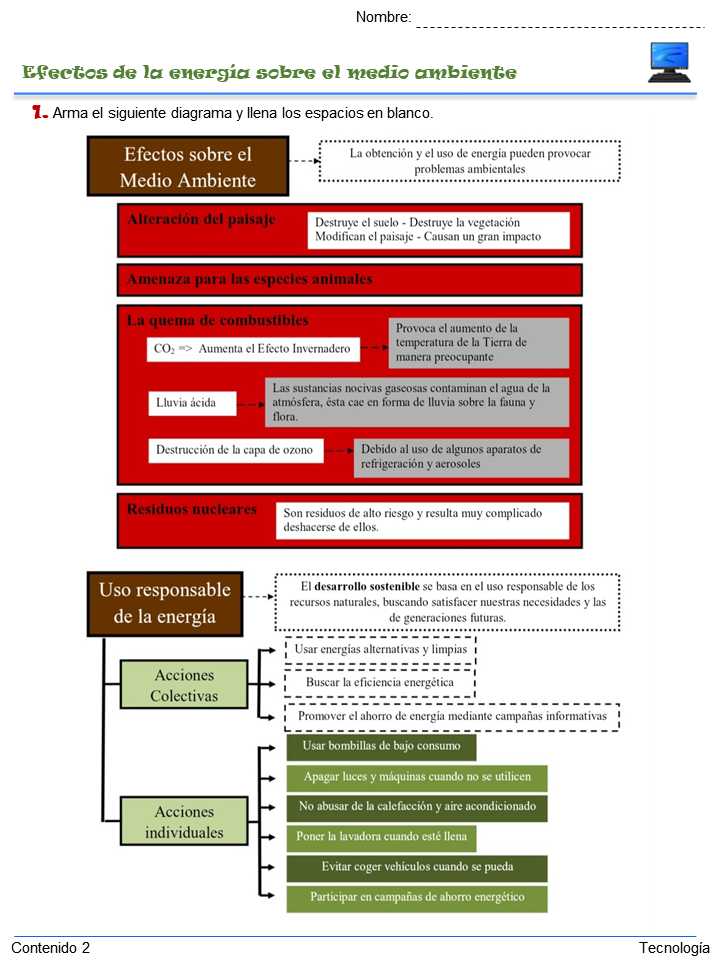 Nombre:
Efectos de la energía sobre el medio ambiente
1. Arma el siguiente diagrama y llena los espacios en blanco.
Efectos sobre el
Medio Ambiente
La obtención y el uso de energía pueden provocar
problemas ambientales
Alteración del paisaje
Destruye el suelo - Destruye la vegetación
Modifican el paisaje - Causan un gran impacto
Amenaza para las especies animales
La quema de combustibles
CO₂ => Aumenta el Efecto Invernadero
Provoca el aumento de la
temperatura de la Tierra de
manera preocupante
Lluvia ácida
Las sustancias nocivas gaseosas contaminan el agua de la
atmósfera, ésta cae en forma de lluvia sobre la fauna y
flora.
Destrucción de la capa de ozono
Debido al uso de algunos aparatos de
refrigeración y aerosoles
Residuos nucleares
Son residuos de alto riesgo y resulta muy complicado
deshacerse de ellos.
Uso responsable
de la energía
El desarrollo sostenible se basa en el uso responsable de los
recursos naturales, buscando satisfacer nuestras necesidades y las
de generaciones futuras.
Acciones
Colectivas
Usar energías alternativas y limpias
Buscar la eficiencia energética
Promover el ahorro de energía mediante campañas informativas
Acciones
individuales
Usar bombillas de bajo consumo
Apagar luces y máquinas cuando no se utilicen
No abusar de la calefacción y aire acondicionado
Poner la lavadora cuando esté llena
Evitar coger vehículos cuando se pueda
Participar en campañas de ahorro energético
Contenido 2
Tecnología